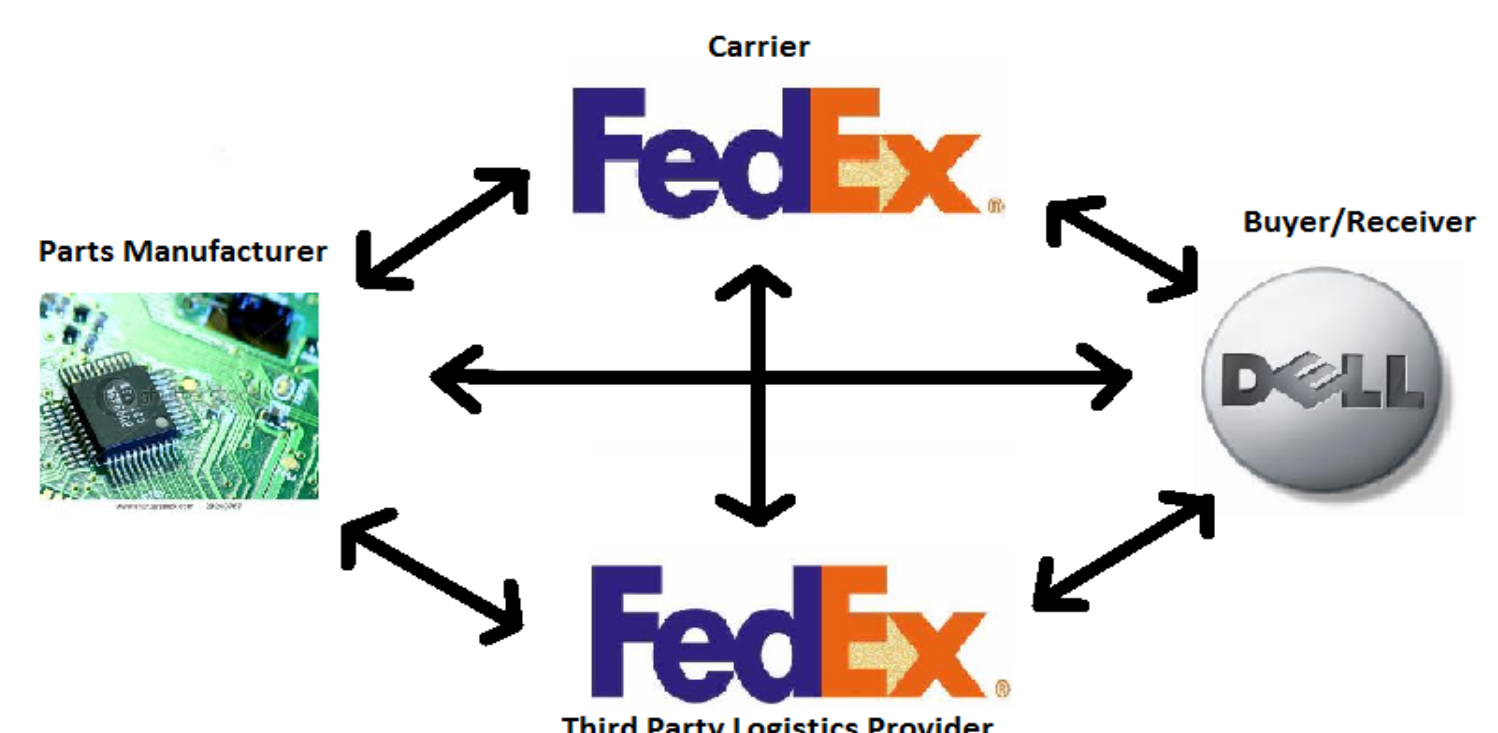 Carrier
FedEx®
Buyer/Receiver
Parts Manufacturer
DELL
FedEx®
Third Party Logistics Provider